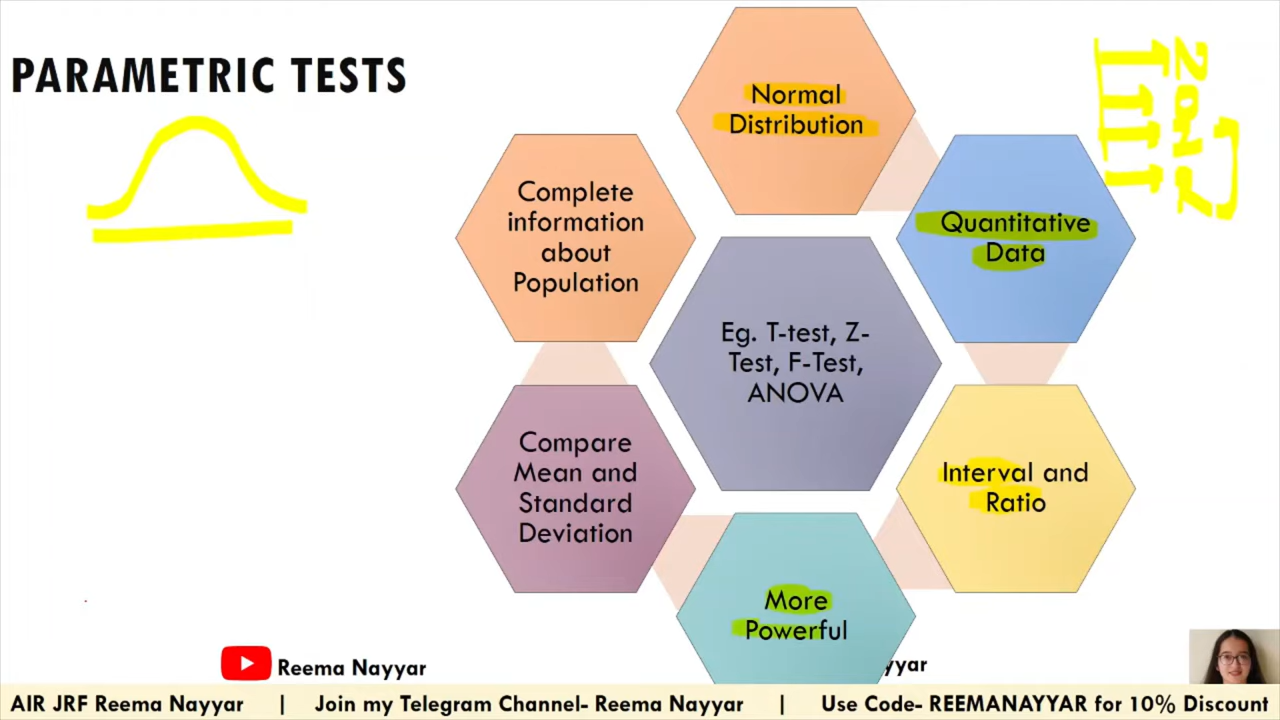 PARAMETRIC TESTS
Normal
Distribution
Complete
information
about
Population
Quantitative
Data
Eg. T-test, Z-
Test, F-Test,
ANOVA
Compare
Mean and
Standard
Deviation
Interval and
Ratio
More
Powerful
Reema Nayyar
yyar
AIR JRF Reema Nayyar | Join my Telegram Channel- Reema Nayyar | Use Code- REEMANAYYAR for 10% Discount